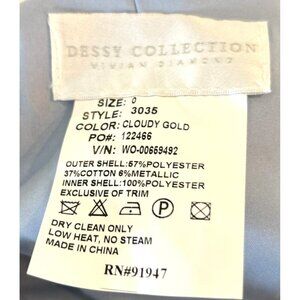 DESSY COLLECTION
VIVIAN DIAMOND
SIZE: 0
STYLE: 3035
COLOR: CLOUDY GOLD
PO#: 122466
V/N: WO-00659492
OUTER SHELL:57%POLYESTER
37%COTTON 6%METALLIC
INNER SHELL:100%POLYESTER
EXCLUSIVE OF TRIM
P
DRY CLEAN ONLY
LOW HEAT, NO STEAM
MADE IN CHINA
RN#91947